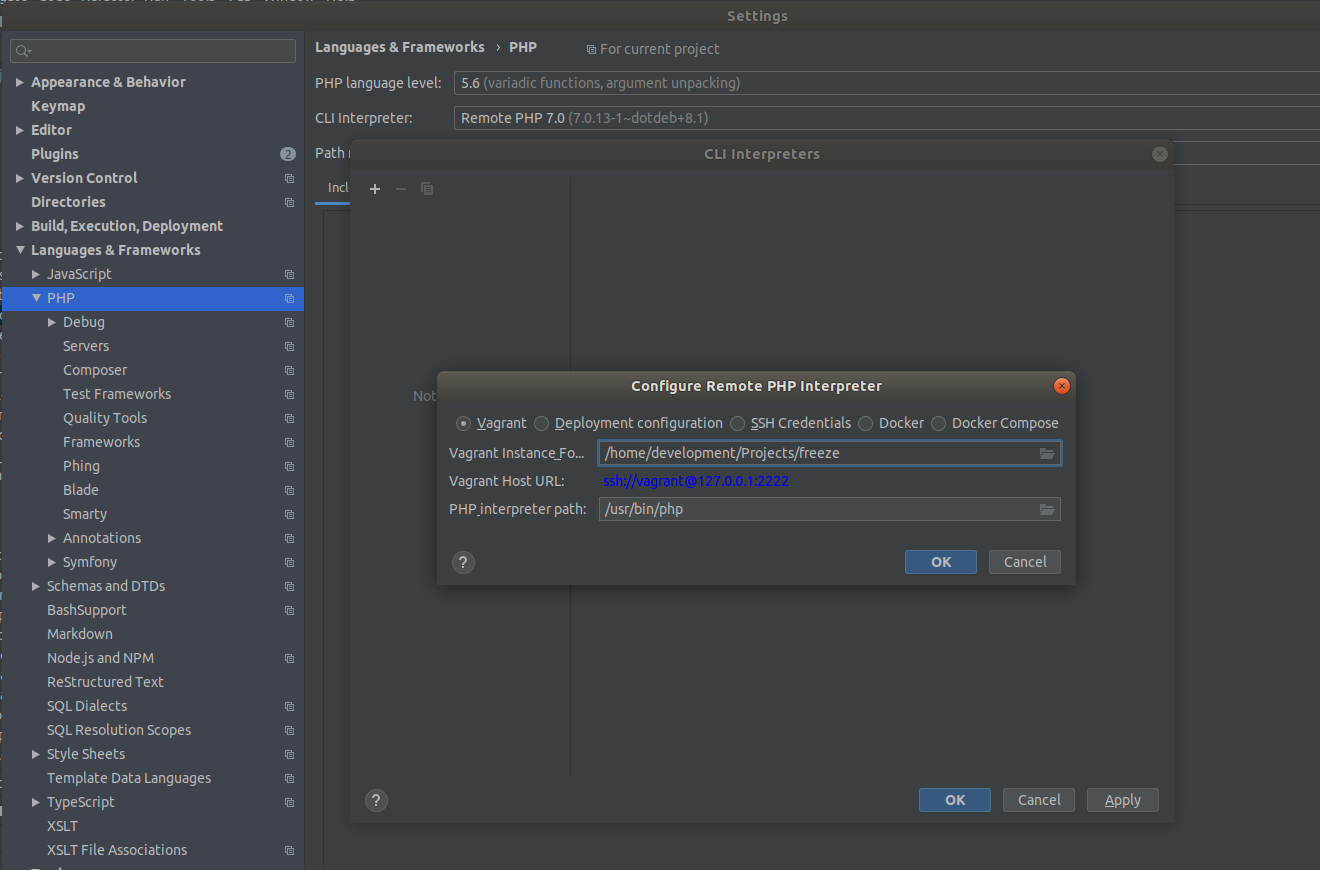 Settings
Languages & Frameworks › PHP For current project
PHP language level: 5.6 (variadic functions, argument unpacking)
CLI Interpreter: Remote PHP 7.0 (7.0.13-1~dotdeb+8.1)
Path
Incl
Appearance & Behavior
Keymap
Editor
Plugins 2
Version Control
Directories
Build, Execution, Deployment
Languages & Frameworks
JavaScript
PHP
Debug
Servers
Composer
Test Frameworks
Quality Tools
Frameworks
Phing
Blade
Smarty
Annotations
Symfony
Schemas and DTDs
BashSupport
Markdown
Node.js and NPM
ReStructured Text
SQL Dialects
SQL Resolution Scopes
Style Sheets
Template Data Languages
TypeScript
XSLT
XSLT File Associations
CLI Interpreters
Not
Configure Remote PHP Interpreter
Vagrant Deployment configuration SSH Credentials Docker Docker Compose
Vagrant Instance Fo... /home/development/Projects/freeze
Vagrant Host URL: ssh://vagrant@127.0.0.1:2222
PHP interpreter path: /usr/bin/php
? OK Cancel
? OK Cancel Apply